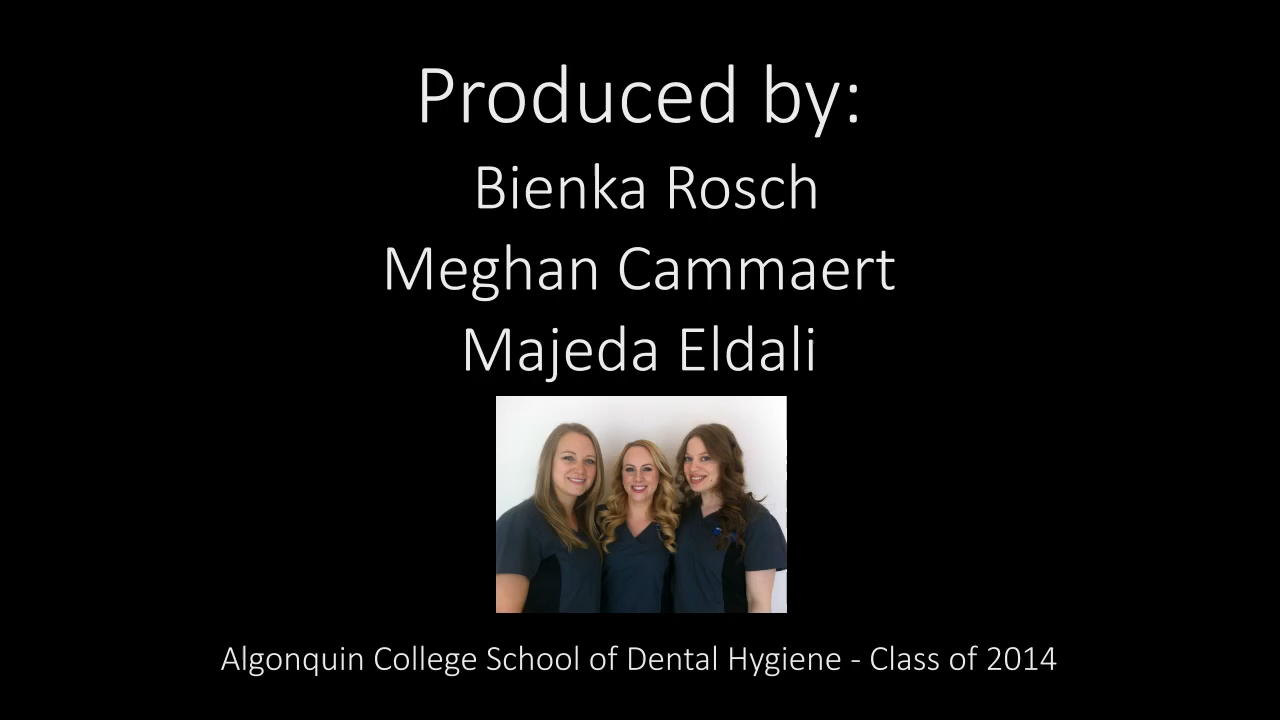 Produced by:
Bienka Rosch
Meghan Cammaert
Majeda Eldali
Algonquin College School of Dental Hygiene - Class of 2014